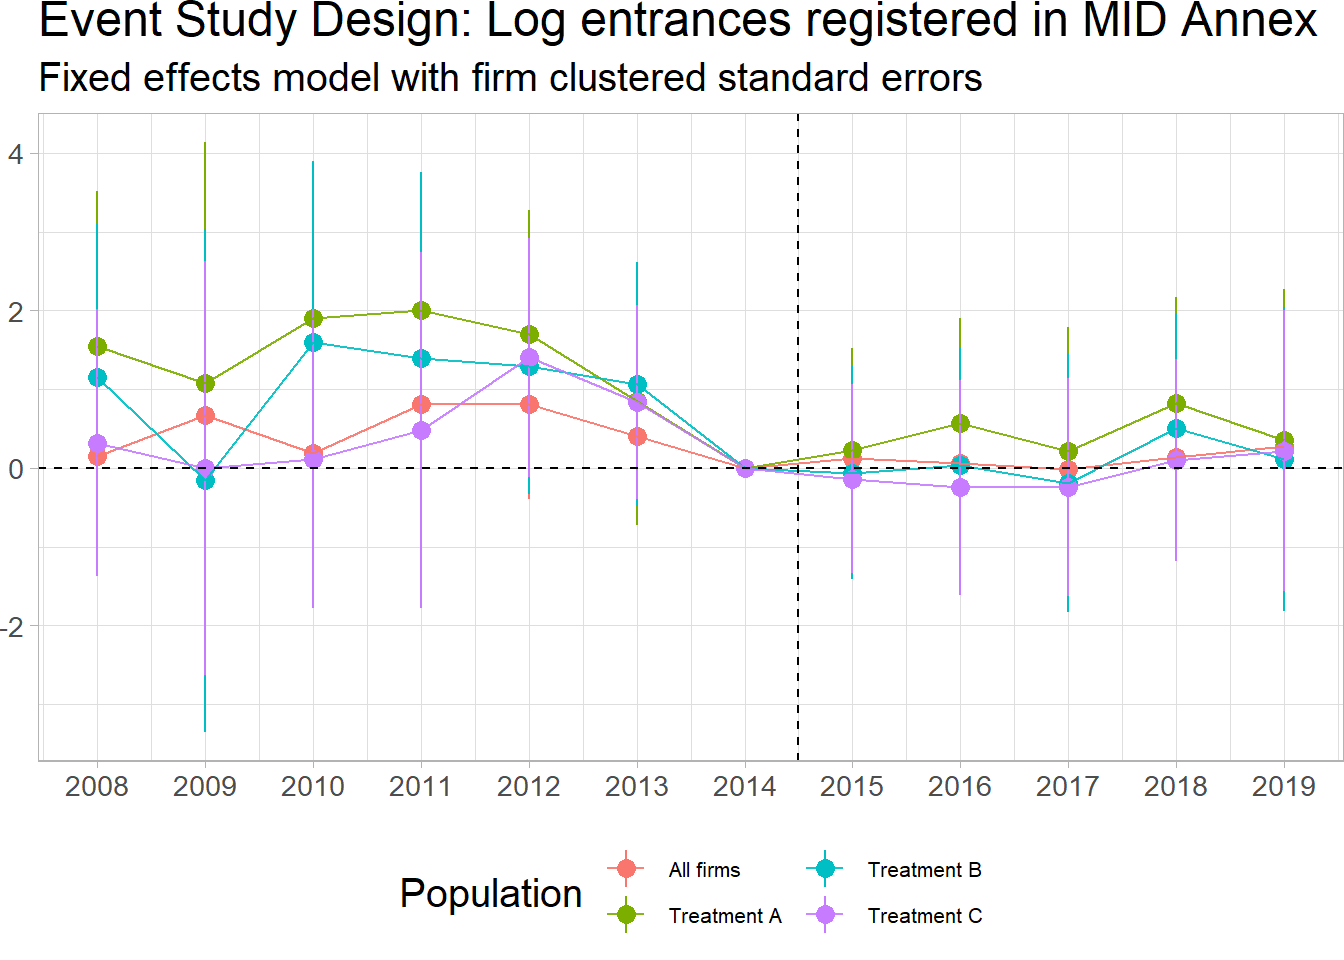 Event Study Design: Log entrances registered in MID Annex
Fixed effects model with firm clustered standard errors
4
2
0
-2
2008 2009 2010 2011 2012 2013 2014 2015 2016 2017 2018 2019
Population
All firms
Treatment A
Treatment B
Treatment C